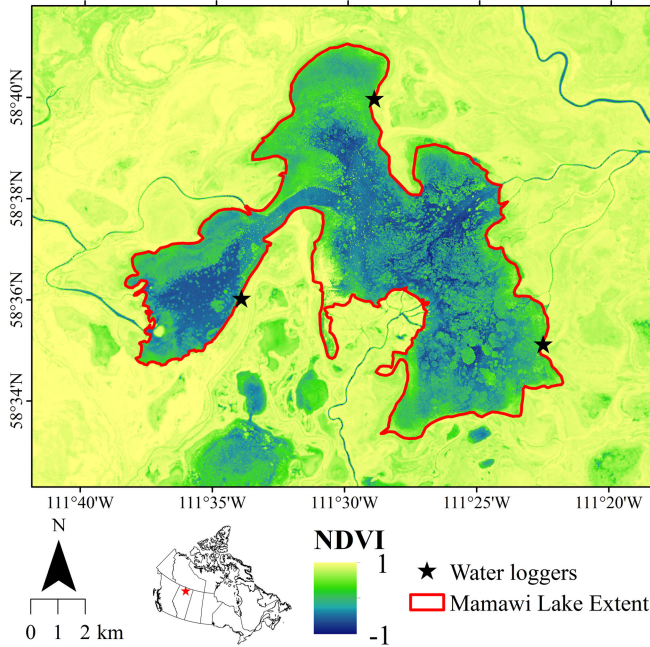 58°40'N
58°38'N
58°36'N
58°34'N
111°40'W 111°35'W 111°30'W 111°25'W 111°20'W
N
0 1 2 km
NDVI
1
-1
Water loggers
Mamawi Lake Extent